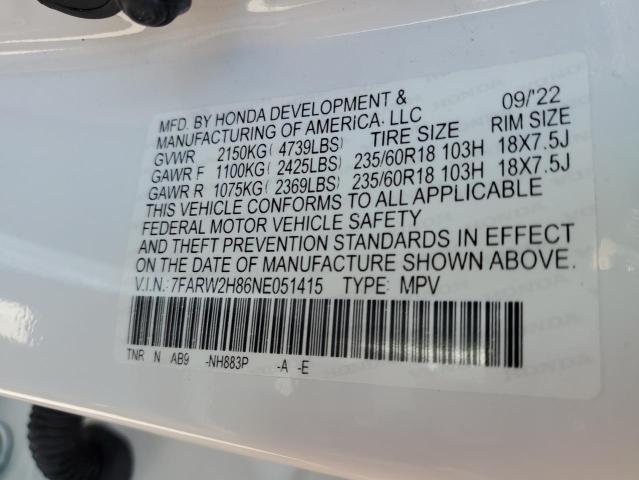 MFD. BY HONDA DEVELOPMENT & 09/'22
MANUFACTURING OF AMERICA, LLC TIRE SIZE RIM SIZE
GVWR 2150KG( 4739LBS)
GAWR F 1100KG( 2425LBS) 235/60R18 103H 18X7.5J
GAWR R 1075KG( 2369LBS) 235/60R18 103H 18X7.5J
THIS VEHICLE CONFORMS TO ALL APPLICABLE
FEDERAL MOTOR VEHICLE SAFETY
AND THEFT PREVENTION STANDARDS IN EFFECT
ON THE DATE OF MANUFACTURE SHOWN ABOVE.
V.I.N.: 7FARW2H86NE051415 TYPE: MPV
TNR N AB9 -NH883P -A -E